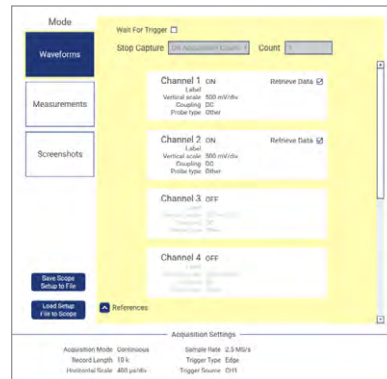 Mode
Waveforms
Measurements
Screenshots
Save Scope
Setup to File
Load Setup
File to Scope
Wait For Trigger
Stop Capture
Count
Channel 1 ON
Retrieve Data
Label
Vertical scale 500 mV/div
Coupling DC
Probe type Other
Channel 2 ON
Retrieve Data
Label
Vertical scale 500 mV/div
Coupling DC
Probe type Other
Channel 3 OFF
Channel 4 OFF
References
Acquisition Settings
Acquisition Mode Continuous
Sample Rate 2.5 MS/s
Record Length 10 k
Trigger Type Edge
Horizontal Scale 400 µs/div
Trigger Source CH1